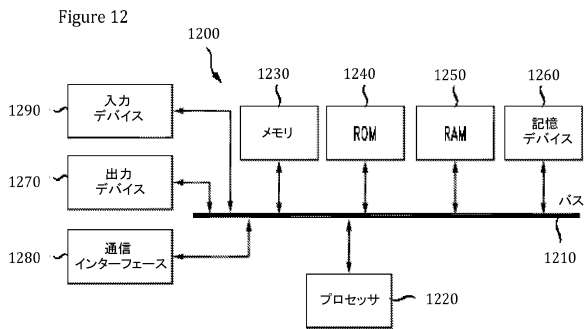 Figure 12
1200
1230
1240
1250
1260
1290
入力
デバイス
メモリ
ROM
RAM
記憶
デバイス
1270
出力
デバイス
バス
1210
1280
通信
インターフェース
プロセッサ
1220